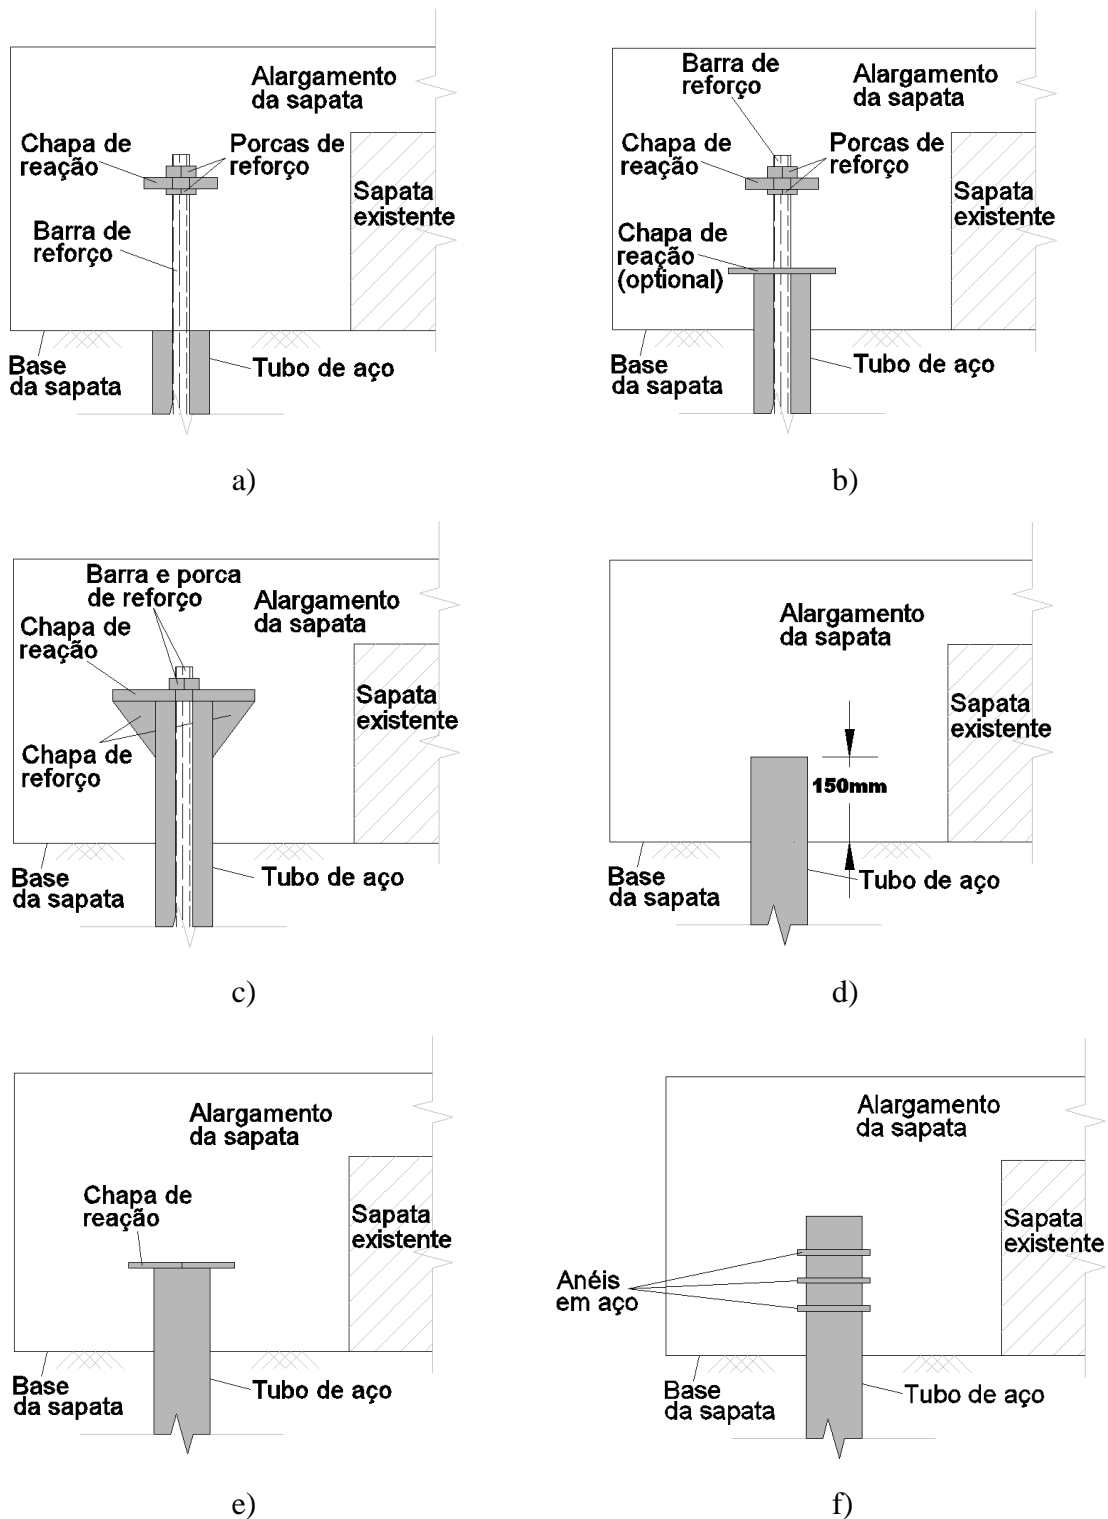 Alargamento
da sapata
Chapa de
reação
Porcas de
reforço
Sapata
existente
Barra de
reforço
Base
da sapata
Tubo de aço
a)
Barra de
reforço
Alargamento
da sapata
Chapa de
reação
Porcas de
reforço
Sapata
existente
Chapa de
reação
(optional)
Base
da sapata
Tubo de aço
b)
Barra e porca
de reforço
Alargamento
da sapata
Chapa de
reação
Sapata
existente
Chapa de
reforço
Base
da sapata
Tubo de aço
c)
Alargamento
da sapata
Sapata
existente
150mm
Base
da sapata
Tubo de aço
d)
Alargamento
da sapata
Chapa de
reação
Sapata
existente
Base
da sapata
Tubo de aço
e)
Alargamento
da sapata
Sapata
existente
Anéis
em aço
Base
da sapata
Tubo de aço
f)